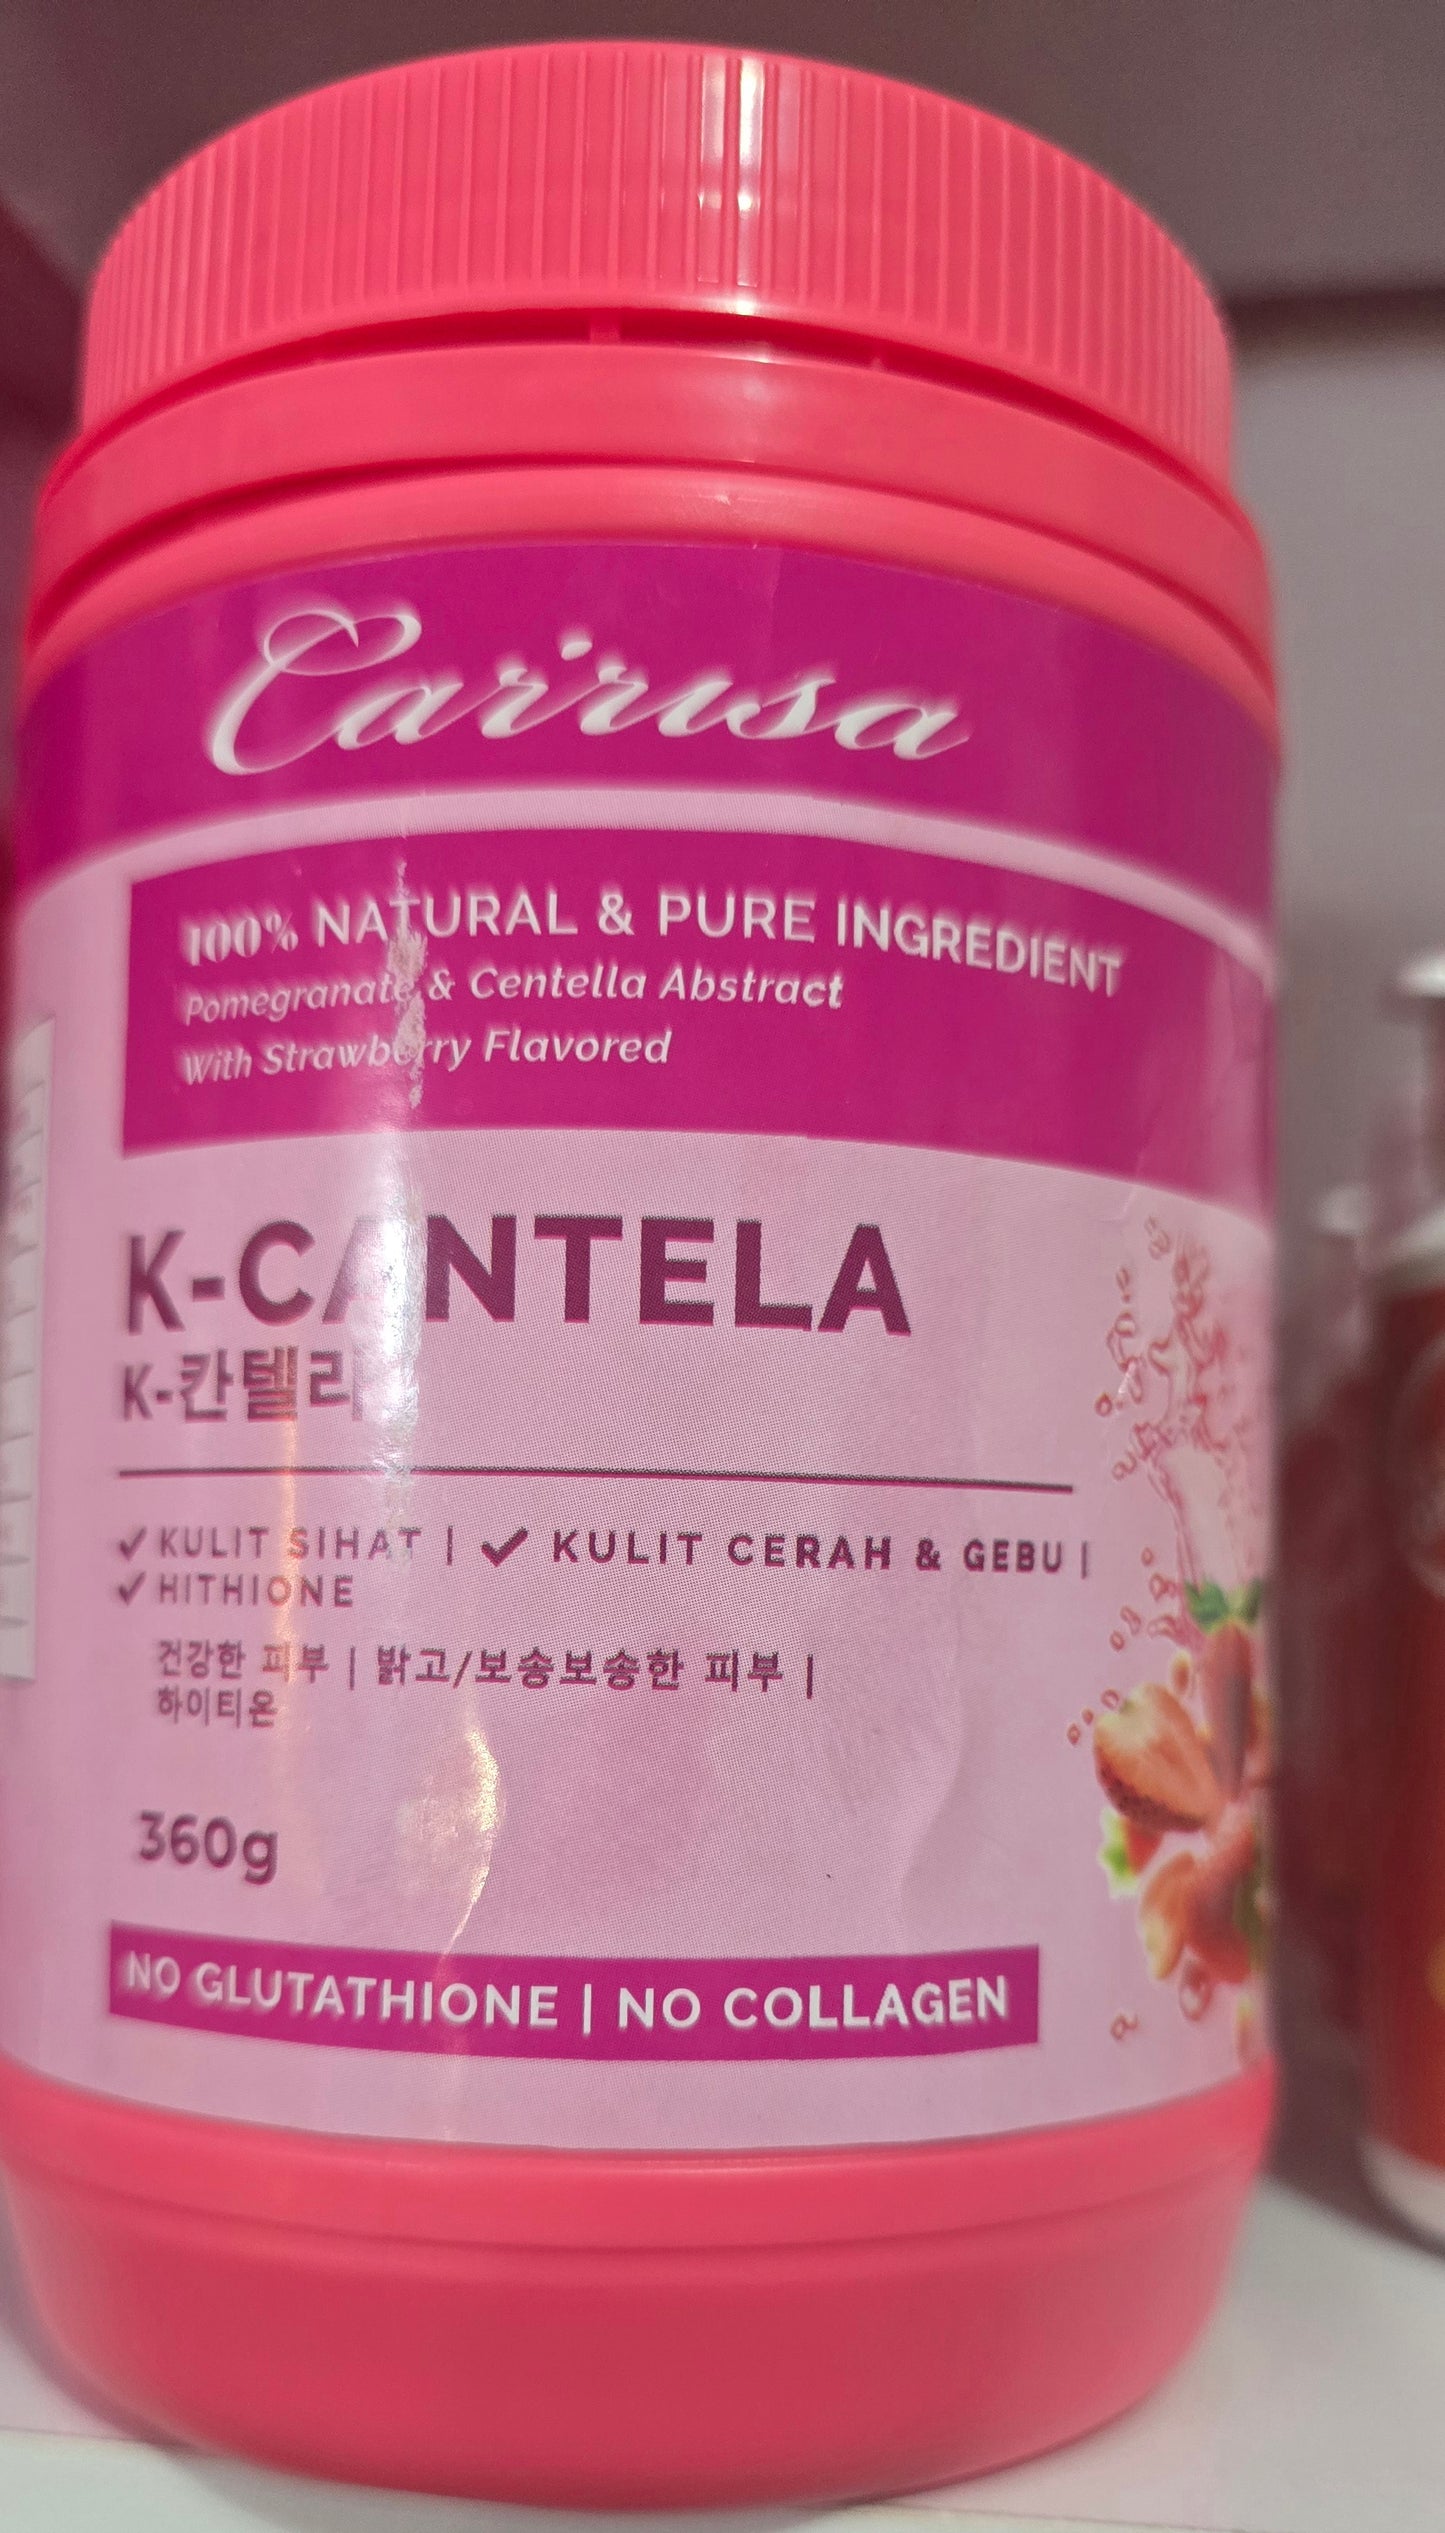 Carrisa
100% NATURAL & PURE INGREDIENT
Pomegranate & Centella Abstract
With Strawberry Flavored
K-CANTELA
K-칸텔라
✓ KULIT SIHAT | ✓ KULIT CERAH & GEBU |
✓ HITHIONE
건강한 피부 | 밝고/보송보송한 피부 |
하이티온
360g
NO GLUTATHIONE | NO COLLAGEN